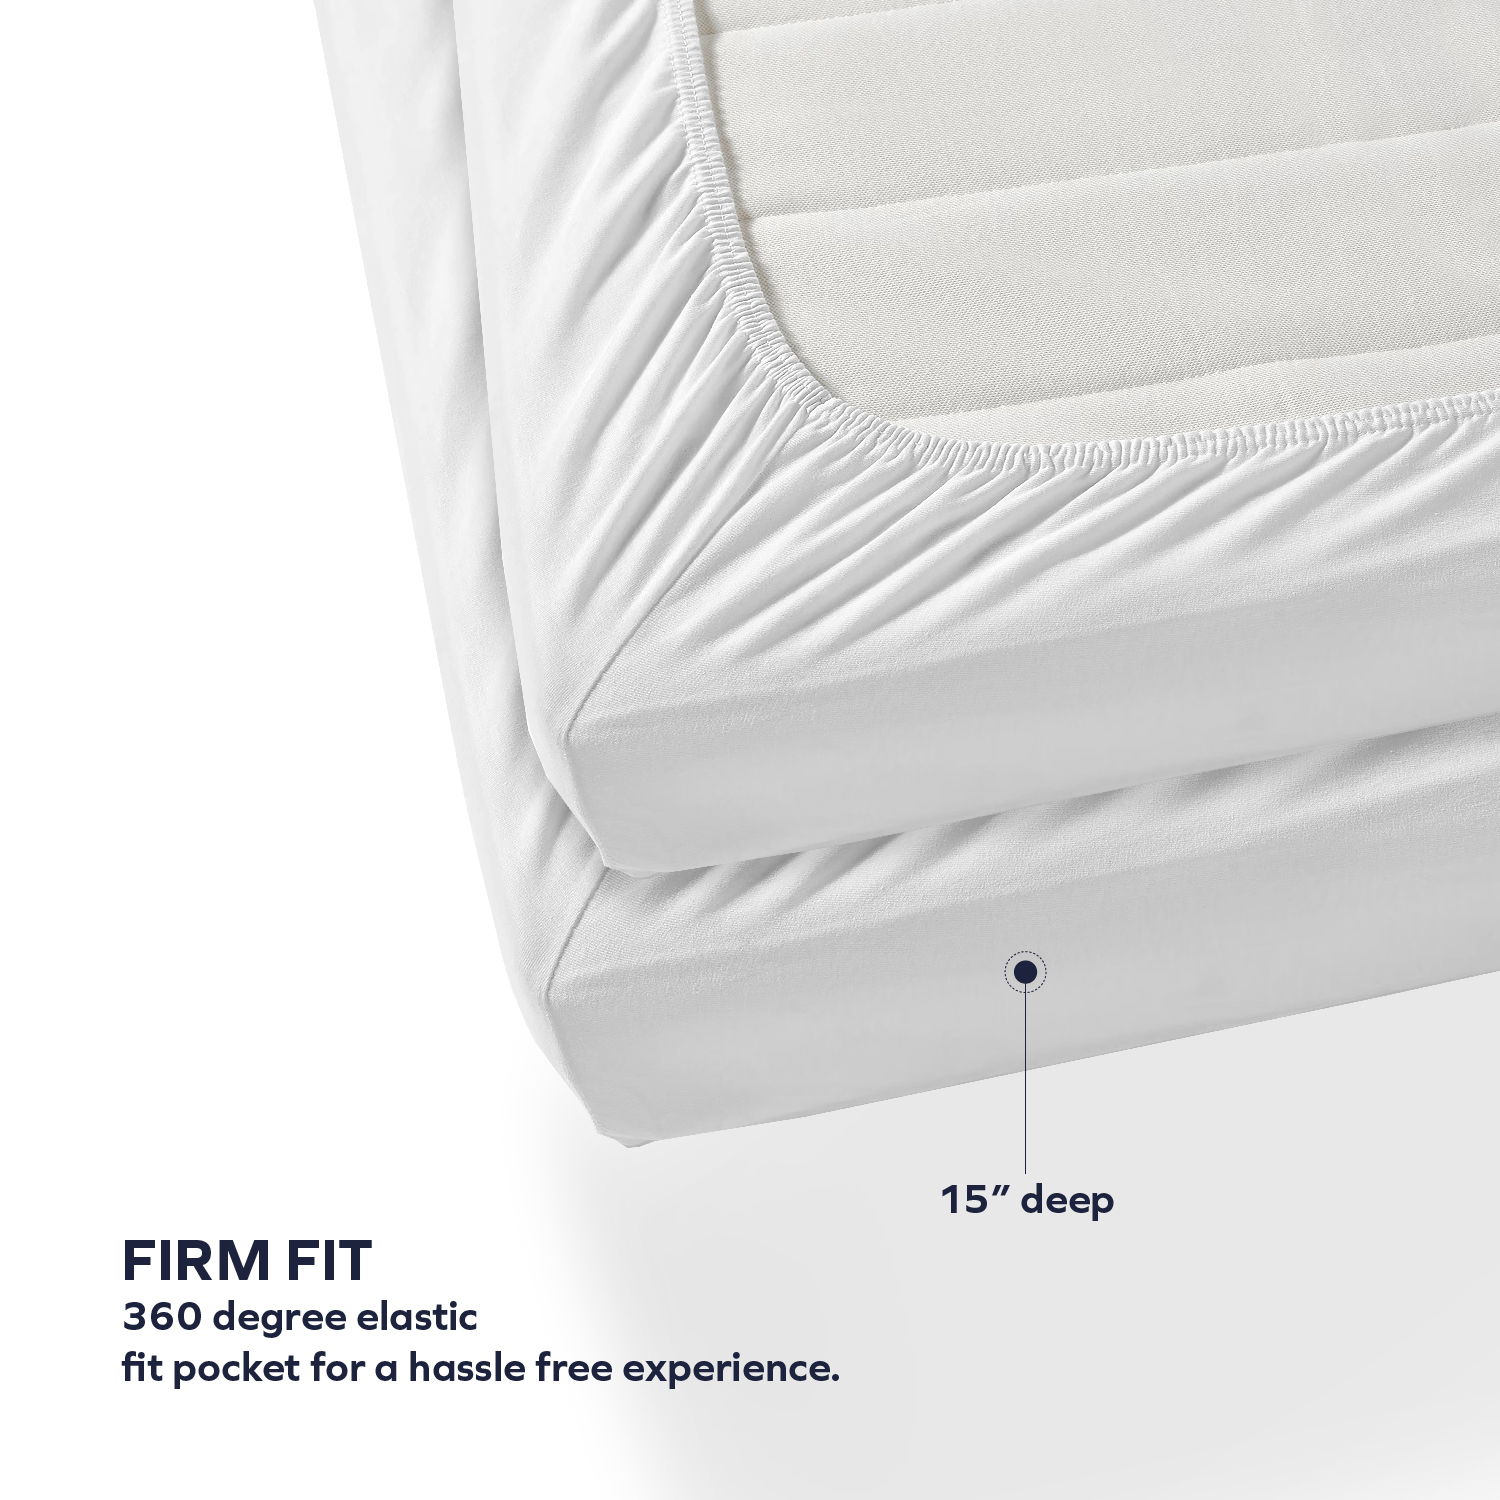 15″ deep
FIRM FIT
360 degree elastic
fit pocket for a hassle free experience.